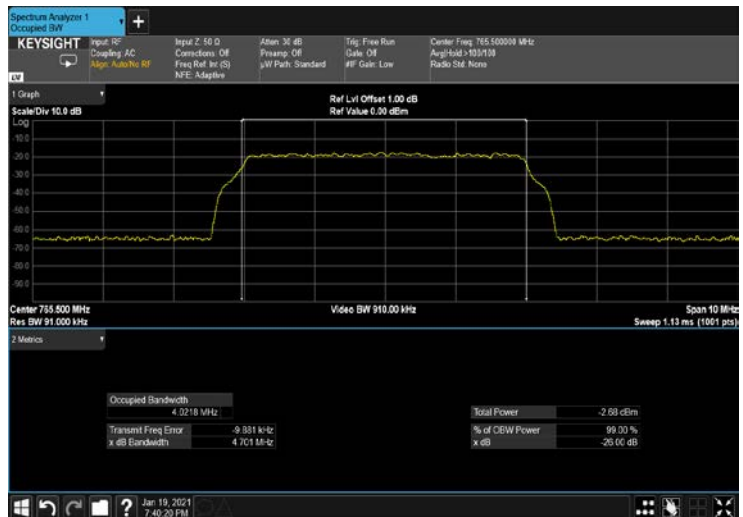 Spectrum Analyzer 1
Occupied BW
+
KEYSIGHT
Input: RF
Coupling: AC
Align: Auto/No RF
Input Z: 50 Ω
Corrections: Off
Freq Ref: Int (S)
NFE: Adaptive
Atten: 30 dB
Preamp: Off
µW Path: Standard
Trig: Free Run
Gate: Off
#IF Gain: Low
Center Freq: 765.500000 MHz
Avg|Hold:>100/100
Radio Std: None
1 Graph
Scale/Div 10.0 dB
Ref Lvl Offset 1.00 dB
Ref Value 0.00 dBm
Log
-10.0
-20.0
-30.0
-40.0
-50.0
-60.0
-70.0
-80.0
-90.0
Center 765.500 MHz
Res BW 91.000 kHz
Video BW 910.00 kHz
Span 10 MHz
Sweep 1.13 ms (1001 pts)
2 Metrics
Occupied Bandwidth
4.0218 MHz
Transmit Freq Error -9.881 kHz
x dB Bandwidth 4.701 MHz
Total Power -2.68 dBm
% of OBW Power 99.00 %
x dB -26.00 dB
?
Jan 19, 2021
7:40:20 PM